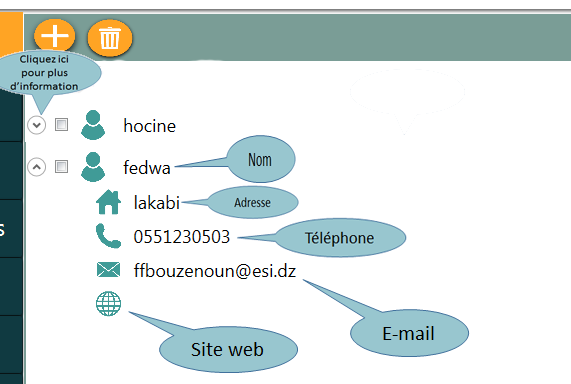 Cliquez ici
pour plus
d'information
hocine
fedwa
Nom
lakabi
Adresse
s
0551230503
Téléphone
ffbouzenoun@esi.dz
E-mail
Site web